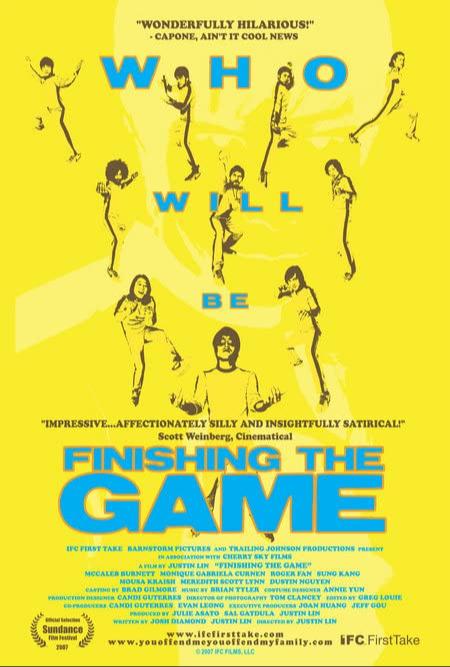 "WONDERFULLY HILARIOUS!"
- CAPONE, AIN'T IT COOL NEWS
WHO
WILL
BE
"IMPRESSIVE...AFFECTIONATELY SILLY AND INSIGHTFULLY SATIRICAL!"
Scott Weinberg, Cinematical
FINISHING THE
GAME
IFC FIRST TAKE BARNSTORM PICTURES AND TRAILING JOHNSON PRODUCTIONS PRESENT
IN ASSOCIATION WITH CHERRY SKY FILMS
A FILM BY JUSTIN LIN "FINISHING THE GAME"
MCCALEB BURNETT MONIQUE GABRIELA CURNEN ROGER FAN SUNG KANG
MOUSA KRAISH MEREDITH SCOTT LYNN DUSTIN NGUYEN
CASTING BY BRAD GILMORE MUSIC BY BRIAN TYLER COSTUME DESIGNER ANNIE YUN
PRODUCTION DESIGNER CANDI GUTERRES DIRECTOR OF PHOTOGRAPHY TOM CLANCEY EDITED BY GREG LOUIE
CO-PRODUCERS CANDI GUTERRES EVAN LEONG EXECUTIVE PRODUCERS JOAN HUANG JEFF GOU
PRODUCED BY JULIE ASATO SAL GATDULA JUSTIN LIN
WRITTEN BY JOSH DIAMOND JUSTIN LIN DIRECTED BY JUSTIN LIN
Official Selection
Sundance
Film Festival
2007
www.ifcfirsttake.com
www.youoffendmeyouoffendmyfamily.com
© 2007 IFC FILMS, LLC
IFC FirstTake